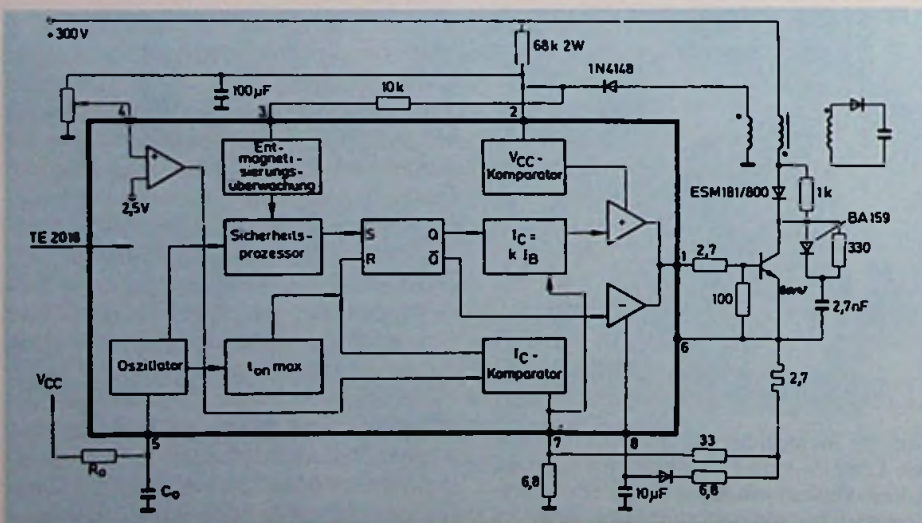 +300V
68k 2W
1N4148
100µF
10k
4
3
2
Ent-
magneti-
sierungs-
überwachung
VCC-
Komparator
2,5V
ESM181/800
1k
BA159
330
TE 2016
Sicherheits-
prozessor
S
Q
R
Q̅
IC =
k IB
+
−
1
2,7
100
2,7nF
6
Oszillator
ton max
IC-
Komparator
2,7
VCC
5
7
8
33
R₀
C₀
6,8
10µF
6,8